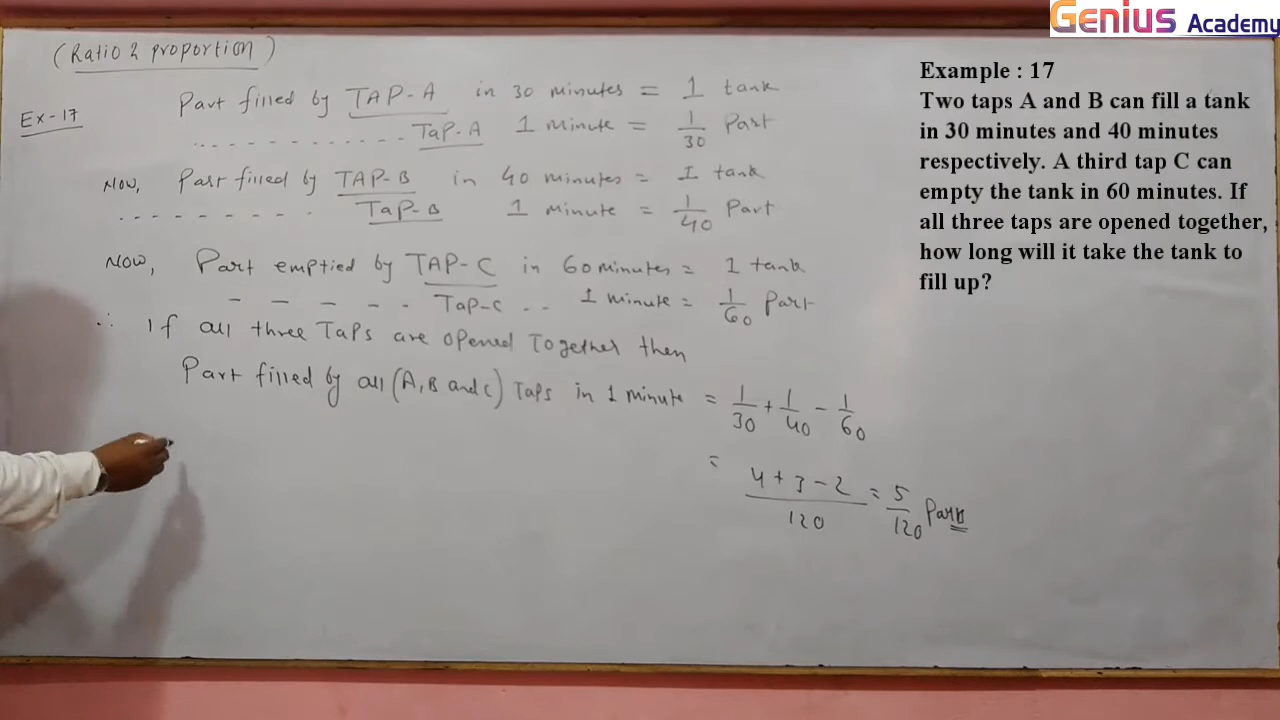 Genius Academy
(Ratio & proportion)
Ex-17
Part filled by TAP-A in 30 minutes = 1 tank
............ TaP-A 1 minute = 1/30 Part
Now, Part filled by TAP-B in 40 minutes = 1 tank
......... TaP-B 1 minute = 1/40 Part
Now, Part emptied by TAP-C in 60 minutes = 1 tank
- - - - . TaP-C .. 1 minute = 1/60 Part
∴ If all three TaPs are opened Together then
Part filled by all (A, B and C) Taps in 1 minute = 1/30 + 1/40 - 1/60
= 4+3-2/120 = 5/120 Part
Example : 17
Two taps A and B can fill a tank
in 30 minutes and 40 minutes
respectively. A third tap C can
empty the tank in 60 minutes. If
all three taps are opened together,
how long will it take the tank to
fill up?